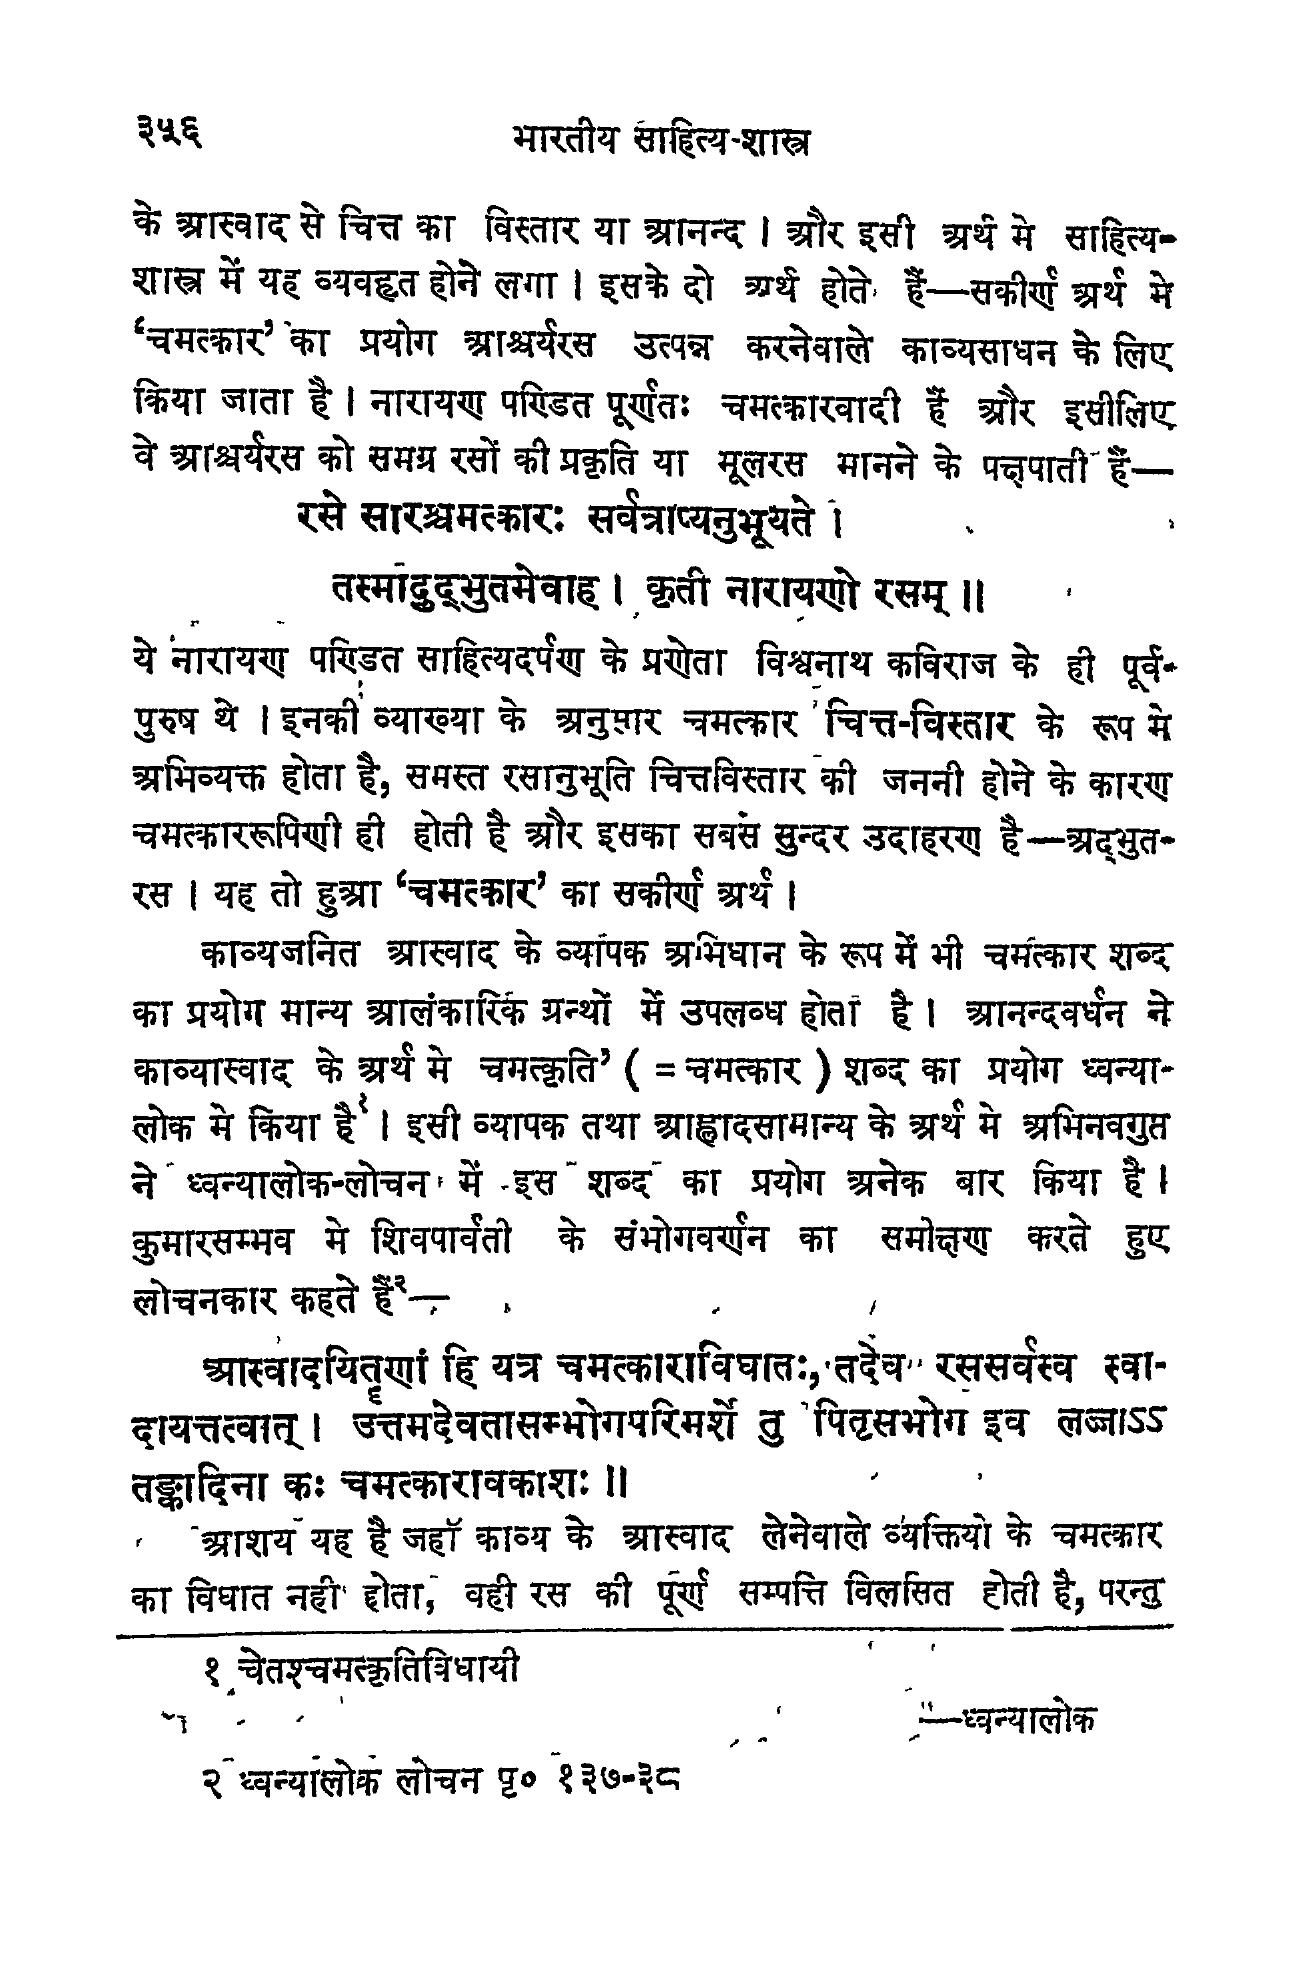 ३५६ भारतीय साहित्य-शास्त्र
के आस्वाद से चित्त का विस्तार या आनन्द । और इसी अर्थ मे साहित्य-
शास्त्र में यह व्यवहृत होने लगा । इसके दो अर्थ होते हैं—सकीर्ण अर्थ मे
‘चमत्कार’ का प्रयोग आश्चर्यरस उत्पन्न करनेवाले काव्यसाधन के लिए
किया जाता है । नारायण पण्डित पूर्णतः चमत्कारवादी हैं और इसीलिए
वे आश्चर्यरस को समग्र रसों की प्रकृति या मूलरस मानने के पक्षपाती हैं—
रसे सारश्चमत्कारः सर्वत्राप्यनुभूयते ।
तस्मादुद्भुतमेवाह । कृती नारायणो रसम् ॥
ये नारायण पण्डित साहित्यदर्पण के प्रणेता विश्वनाथ कविराज के ही पूर्व-
पुरुष थे । इनकी व्याख्या के अनुसार चमत्कार चित्त-विस्तार के रूप मे
अभिव्यक्त होता है, समस्त रसानुभूति चित्तविस्तार की जननी होने के कारण
चमत्काररूपिणी ही होती है और इसका सबस सुन्दर उदाहरण है—अद्भुत-
रस । यह तो हुआ ‘चमत्कार’ का सकीर्ण अर्थ ।
काव्यजनित आस्वाद के व्यापक अभिधान के रूप में भी चमत्कार शब्द
का प्रयोग मान्य आलंकारिक ग्रन्थों में उपलब्ध होता है । आनन्दवर्धन ने
काव्यास्वाद के अर्थ मे चमत्कृति’ ( = चमत्कार ) शब्द का प्रयोग ध्वन्या-
लोक मे किया है१ । इसी व्यापक तथा आह्लादसामान्य के अर्थ मे अभिनवगुप्त
ने ध्वन्यालोक-लोचन में इस शब्द का प्रयोग अनेक बार किया है ।
कुमारसम्भव मे शिवपार्वती के संभोगवर्णन का समोक्षण करते हुए
लोचनकार कहते हैं२—
आस्वादयितॄणां हि यत्र चमत्काराविघातः, तदेव रससर्वस्व स्वा-
दायत्तत्वात् । उत्तमदेवतासम्भोगपरिमर्शे तु पितृसभोग इव लज्जाऽऽ
तङ्कादिना कः चमत्कारावकाशः ॥
आशय यह है जहाॅ काव्य के आस्वाद लेनेवाले व्यक्तियो के चमत्कार
का विघात नही होता, वही रस की पूर्ण सम्पत्ति विलसित होती है, परन्तु
१ चेतश्चमत्कृतिविधायी
—ध्वन्यालोक
२ ध्वन्यालोक लोचन पृ० १३७-३८